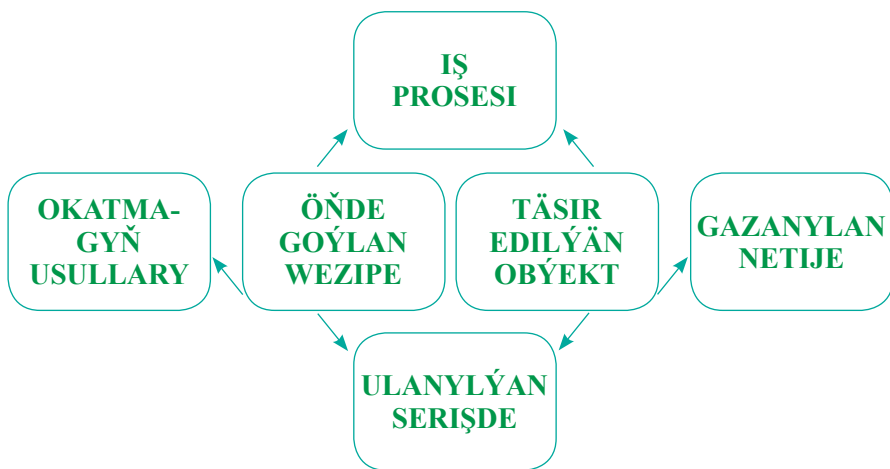 IŞ
PROSESI
OKATMA-
GYŇ
USULLARY
ÖŇDE
GOÝLAN
WEZIPE
TÄSIR
EDILÝÄN
OBÝEKT
GAZANYLAN
NETIJE
ULANYLÝAN
SERIŞDE